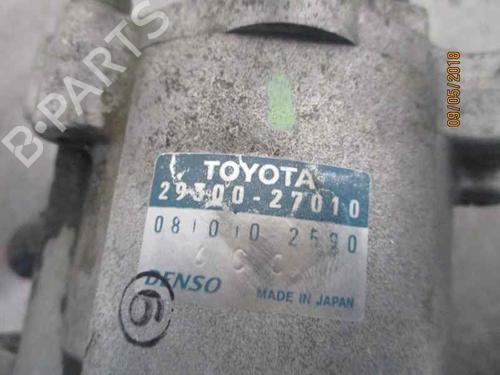 B-PARTS
09/05/2018
TOYOTA
29300-27010
081010 2590
DENSO
MADE IN JAPAN